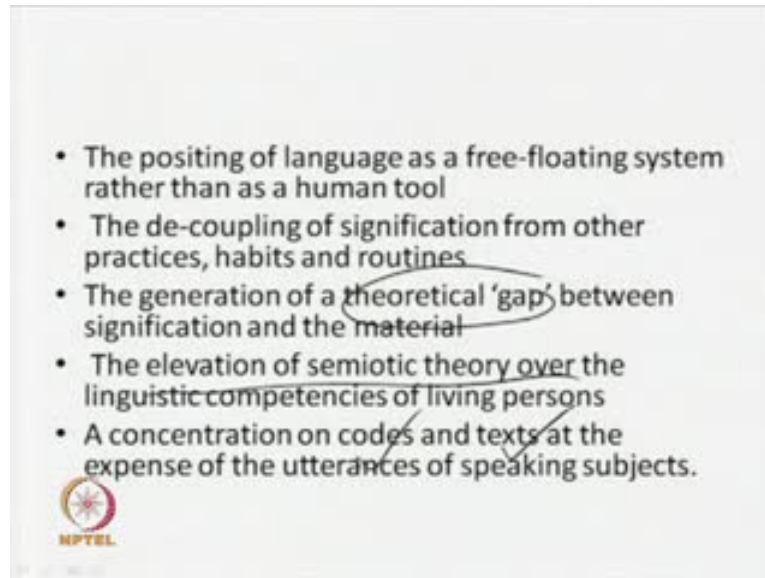 • The positing of language as a free-floating system
rather than as a human tool
• The de-coupling of signification from other
practices, habits and routines
• The generation of a theoretical ‘gap’ between
signification and the material
• The elevation of semiotic theory over the
linguistic competencies of living persons
• A concentration on codes and texts at the
expense of the utterances of speaking subjects.
NPTEL